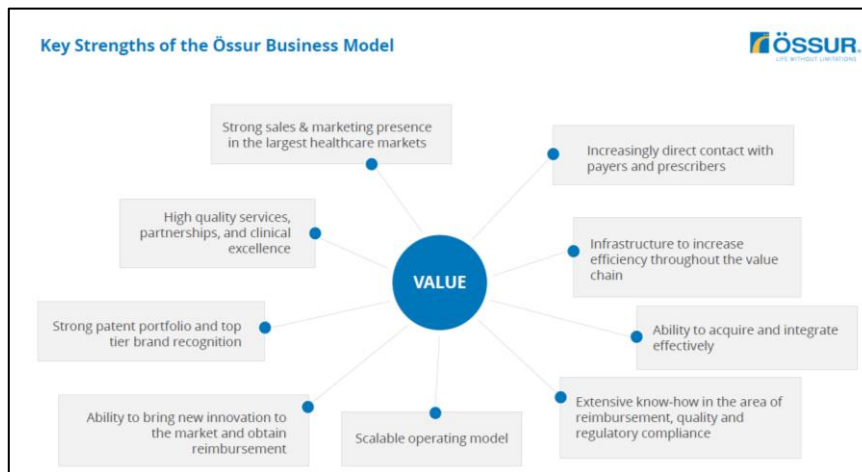 Key Strengths of the Össur Business Model
ÖSSUR.
LIFE WITHOUT LIMITATIONS
Strong sales & marketing presence
in the largest healthcare markets
Increasingly direct contact with
payers and prescribers
High quality services,
partnerships, and clinical
excellence
Infrastructure to increase
efficiency throughout the value
chain
VALUE
Strong patent portfolio and top
tier brand recognition
Ability to acquire and integrate
effectively
Ability to bring new innovation to
the market and obtain
reimbursement
Scalable operating model
Extensive know-how in the area of
reimbursement, quality and
regulatory compliance